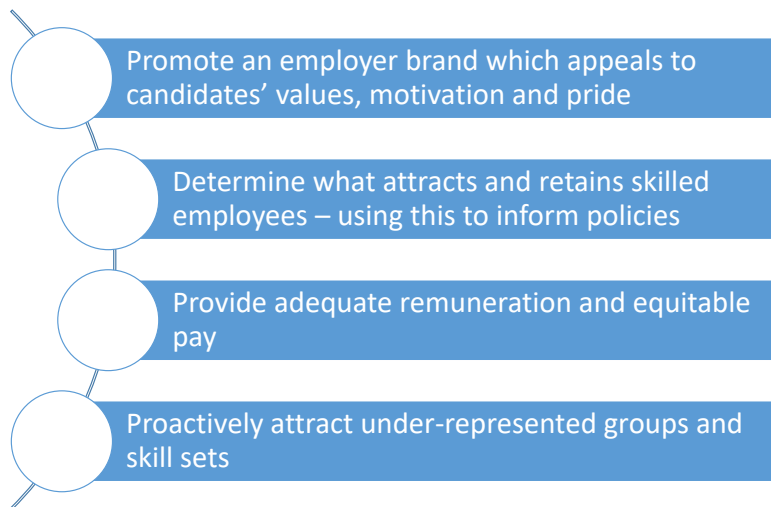 Promote an employer brand which appeals to
candidates’ values, motivation and pride
Determine what attracts and retains skilled
employees – using this to inform policies
Provide adequate remuneration and equitable
pay
Proactively attract under-represented groups and
skill sets